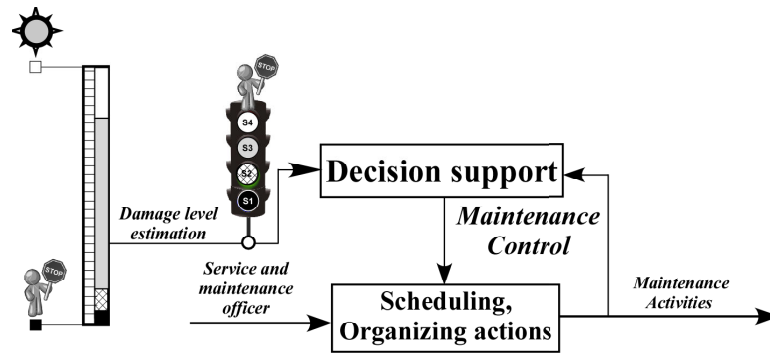 STOP
S4
S3
S2
S1
Decision support
Damage level
estimation
Maintenance
Control
STOP
Service and
maintenance
officer
Scheduling,
Organizing actions
Maintenance
Activities